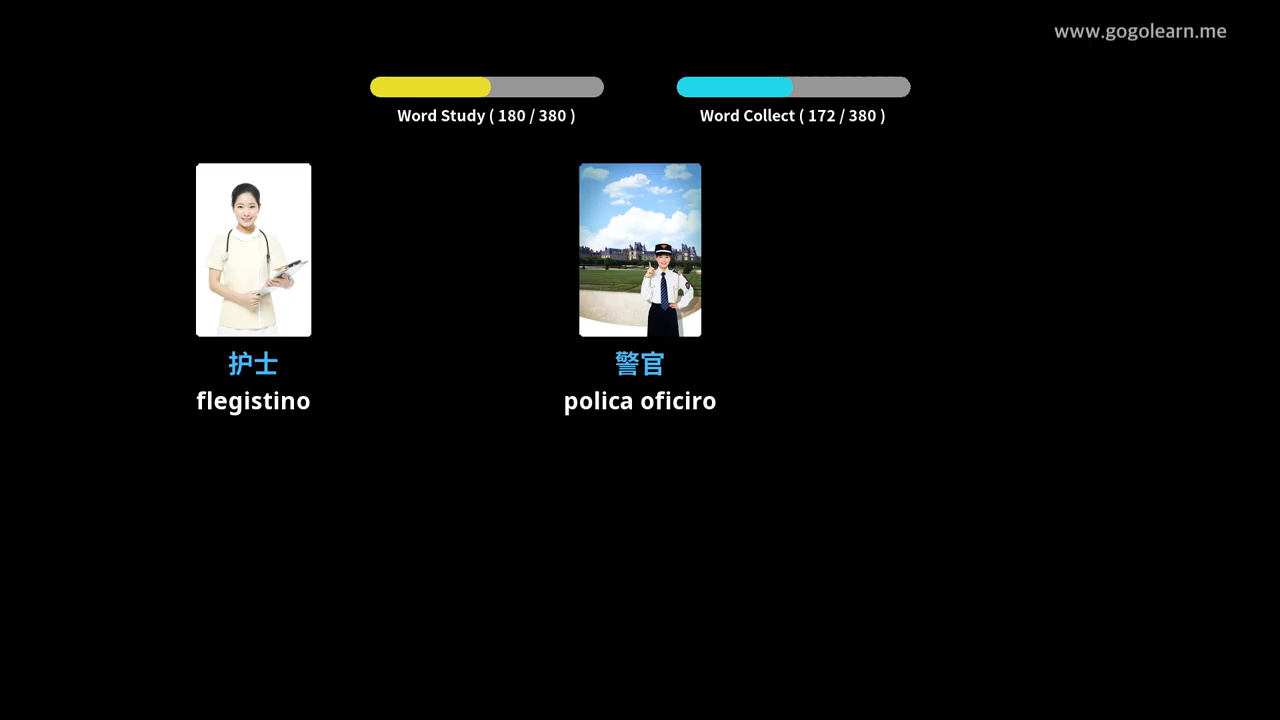 www.gogolearn.me
Word Study ( 180 / 380 )
Word Collect ( 172 / 380 )
护士
flegistino
警官
polica oficiro